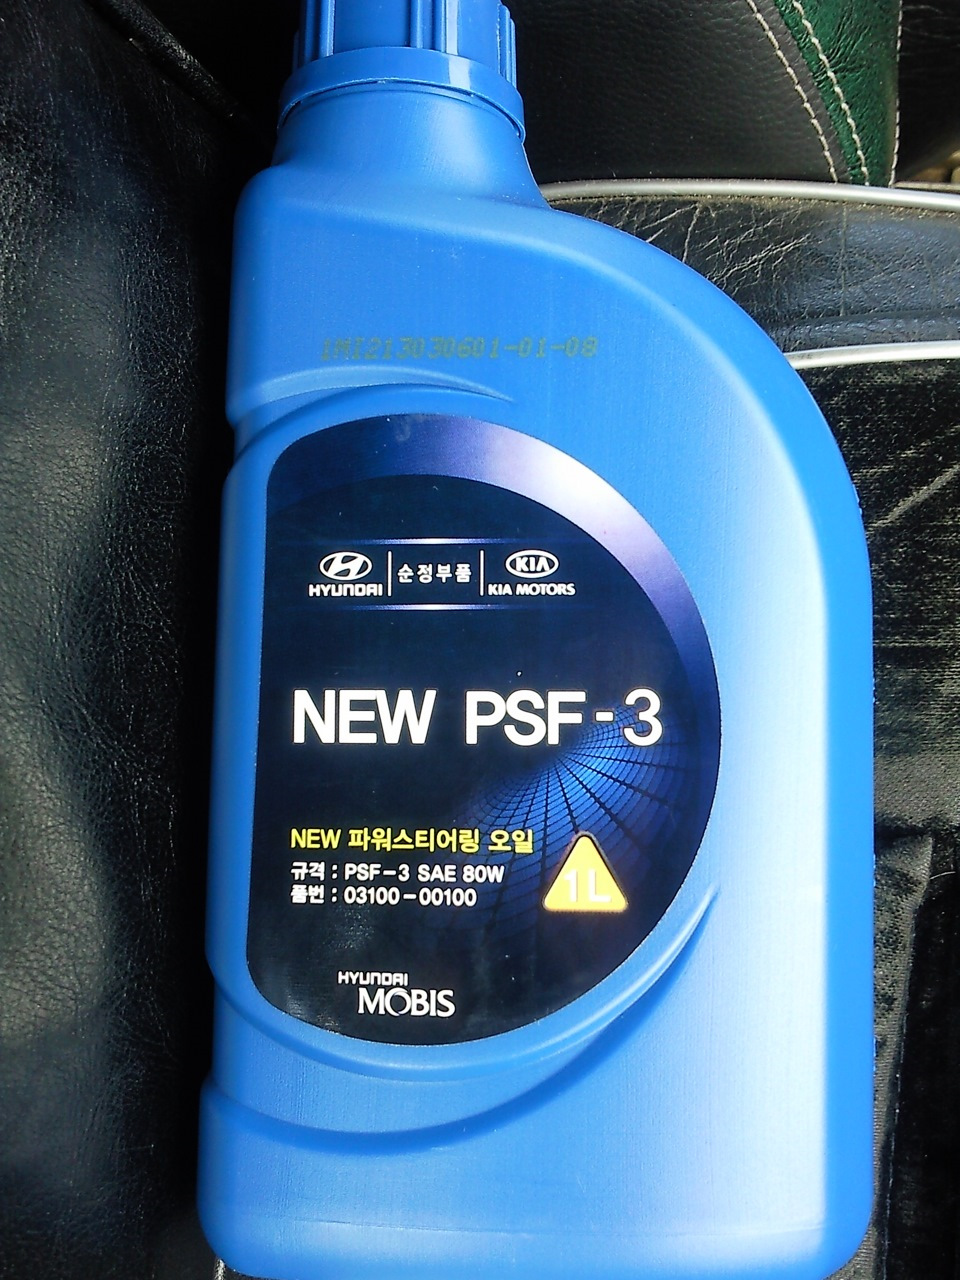 1MI213030601-01-08
HYUNDAI 순정부품 KIA KIA MOTORS
NEW PSF-3
NEW 파워스티어링 오일
규격 : PSF-3 SAE 80W
품번 : 03100-00100
1L
HYUNDAI
MOBIS